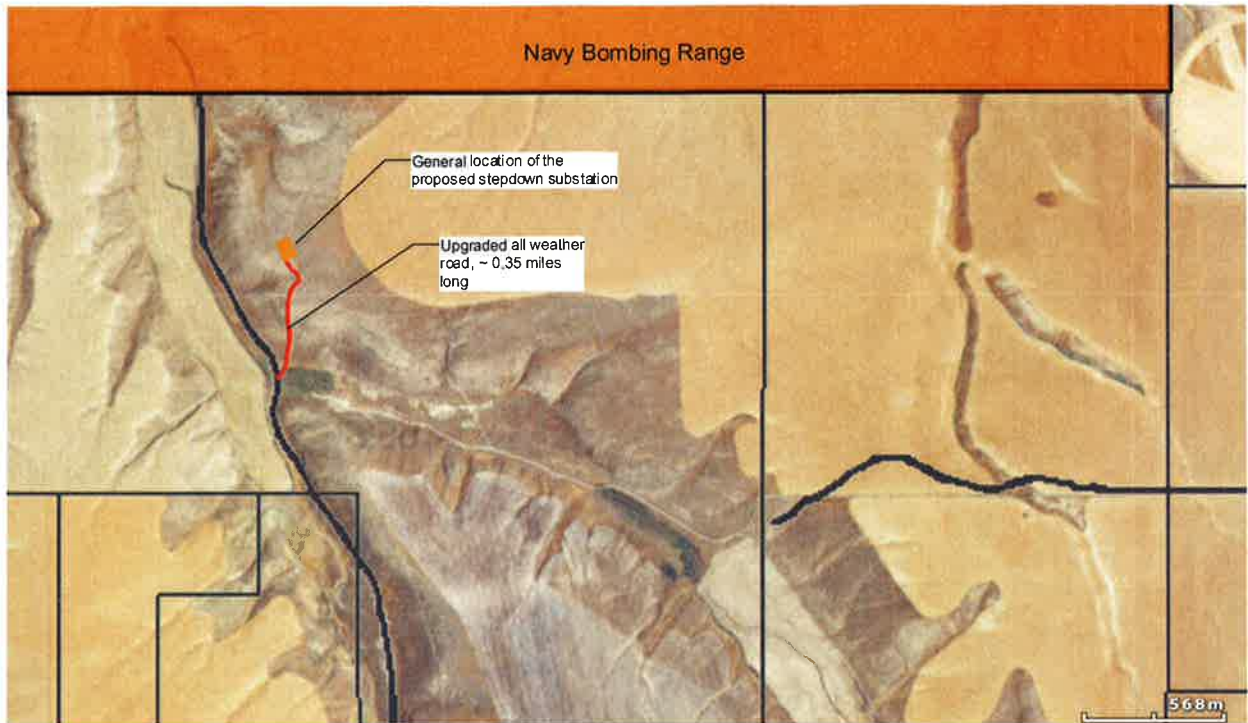 Navy Bombing Range
General location of the
proposed stepdown substation
Upgraded all weather
road, ~ 0.35 miles
long
568m